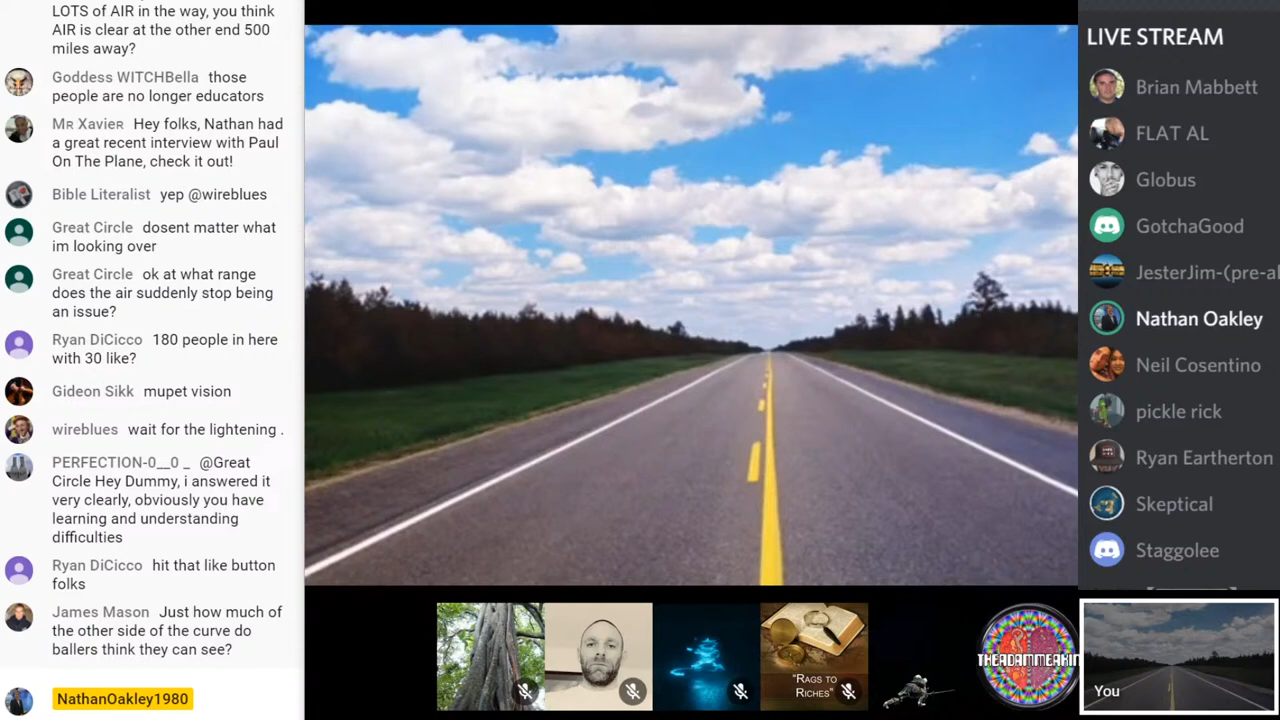 LOTS of AIR in the way, you think
AIR is clear at the other end 500
miles away?
Goddess WITCHBella those
people are no longer educators
Mʀ XᴀᴠɪᴇR Hey folks, Nathan had
a great recent interview with Paul
On The Plane, check it out!
Bible Literalist yep @wireblues
Great Circle dosent matter what
im looking over
Great Circle ok at what range
does the air suddenly stop being
an issue?
Ryan DiCicco 180 people in here
with 30 like?
Gideon Sikk mupet vision
wireblues wait for the lightening .
PERFECTION-0__0 _ @Great
Circle Hey Dummy, i answered it
very clearly, obviously you have
learning and understanding
difficulties
Ryan DiCicco hit that like button
folks
James Mason Just how much of
the other side of the curve do
ballers think they can see?
NathanOakley1980
"RAGS TO
RICHES"
THEADAMMEAKIN
LIVE STREAM
Brian Mabbett
FLAT AL
Globus
GotchaGood
JesterJim-(pre-al
Nathan Oakley
Neil Cosentino
pickle rick
Ryan Eartherton
Skeptical
Staggolee
You